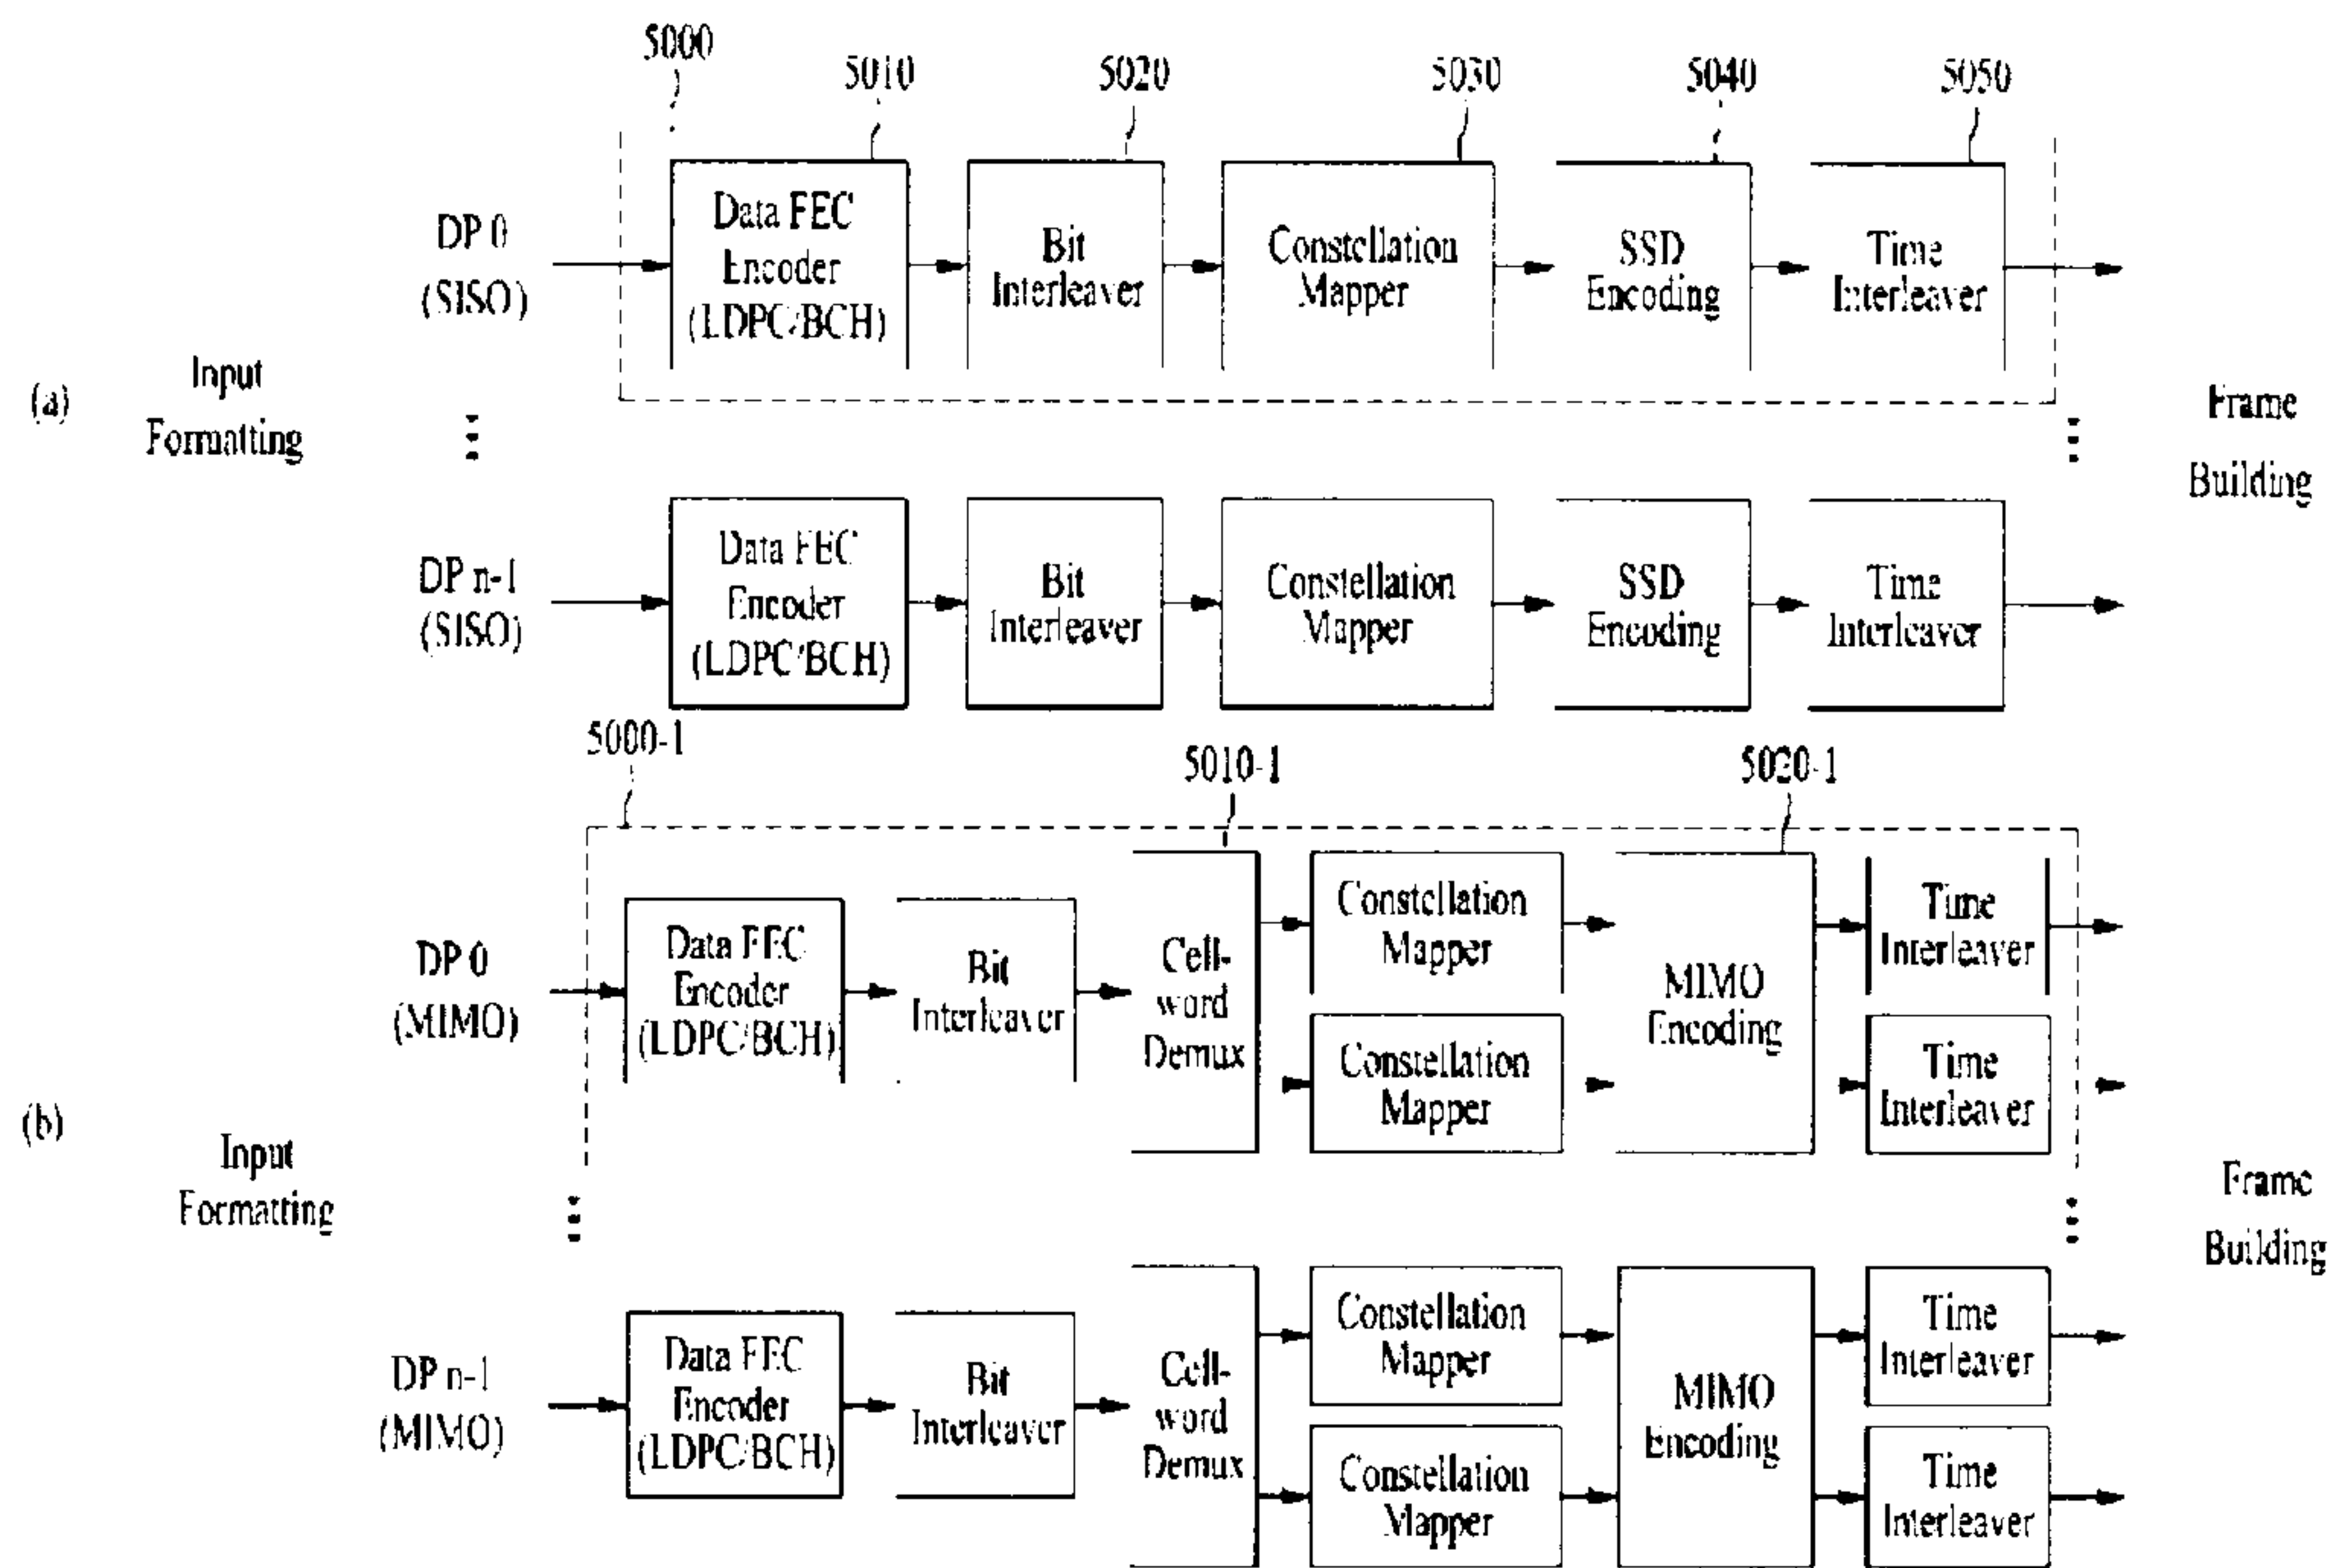 5000
5010
5020
5030
5040
5050
DP 0
(SISO)
Data FEC
Encoder
(LDPC/BCH)
Bit
Interleaver
Constellation
Mapper
SSD
Encoding
Time
Interleaver
(a)
Input
Formatting
Frame
Building
DP n-1
(SISO)
Data FEC
Encoder
(LDPC/BCH)
Bit
Interleaver
Constellation
Mapper
SSD
Encoding
Time
Interleaver
5000-1
5010-1
5020-1
DP 0
(MIMO)
Data FEC
Encoder
(LDPC/BCH)
Bit
Interleaver
Cell-
word
Demux
Constellation
Mapper
Constellation
Mapper
MIMO
Encoding
Time
Interleaver
Time
Interleaver
(b)
Input
Formatting
Frame
Building
DP n-1
(MIMO)
Data FEC
Encoder
(LDPC/BCH)
Bit
Interleaver
Cell-
word
Demux
Constellation
Mapper
Constellation
Mapper
MIMO
Encoding
Time
Interleaver
Time
Interleaver